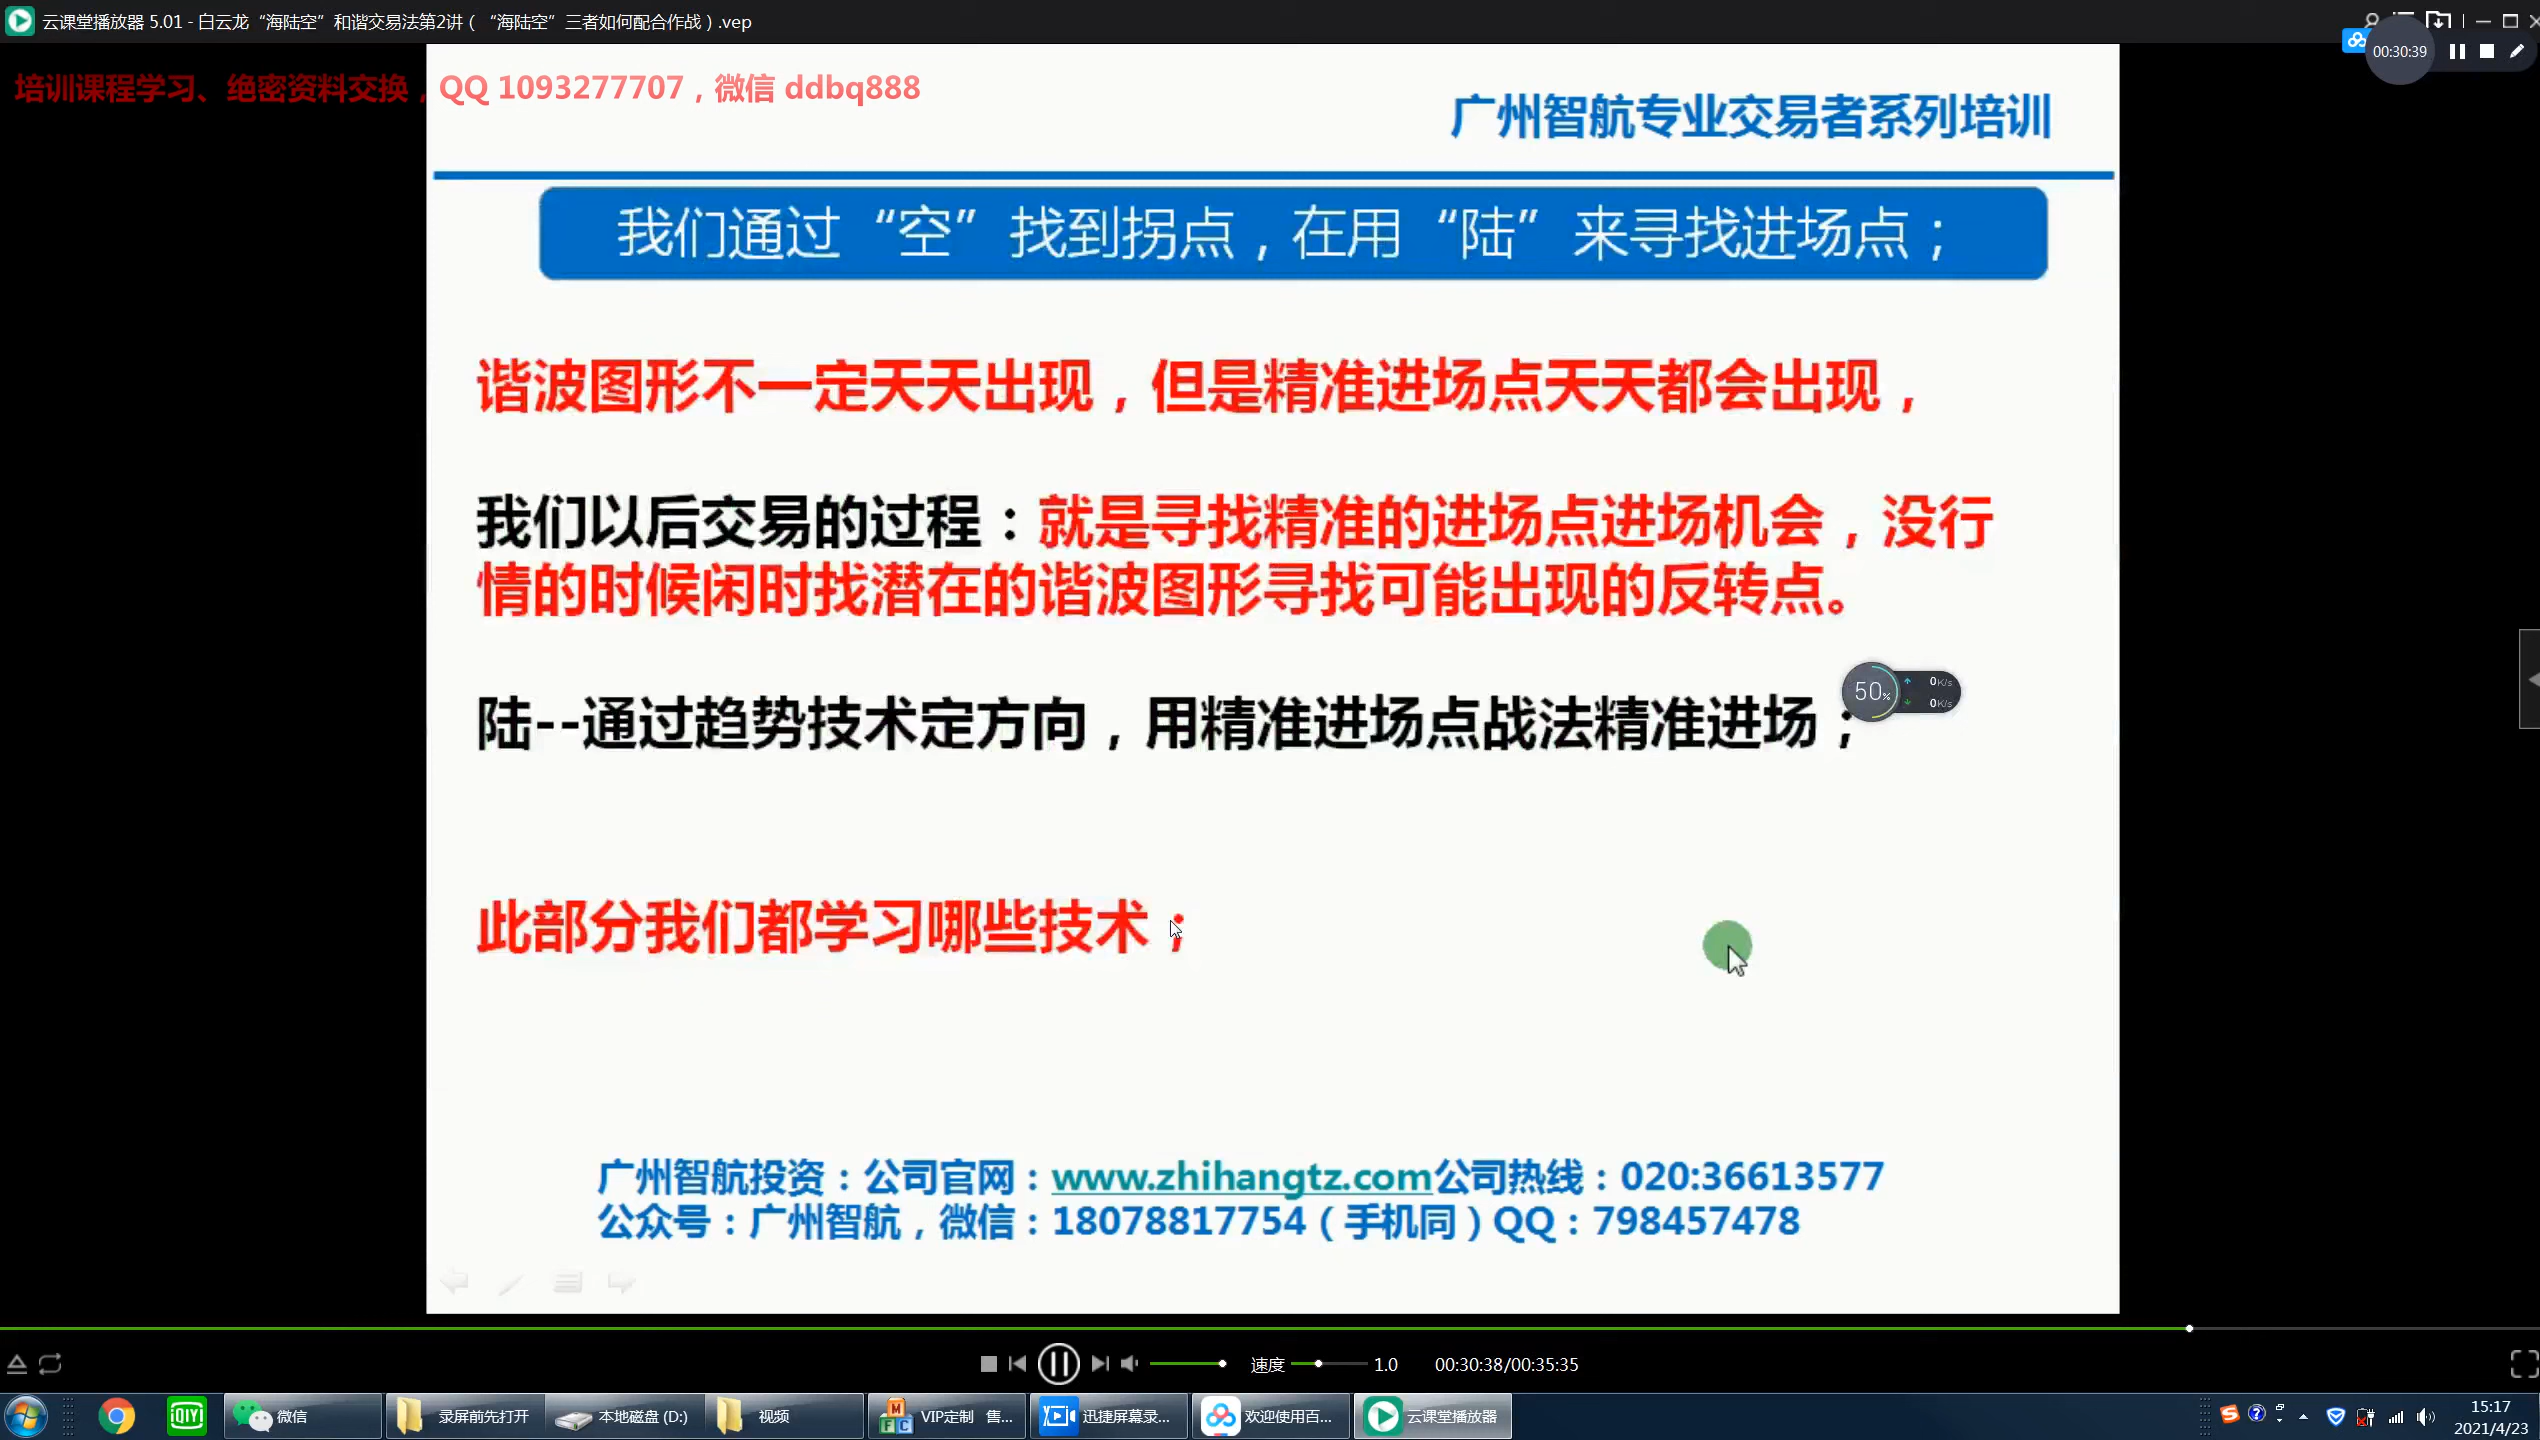 云课堂播放器 5.01 - 白云龙“海陆空”和谐交易法第2讲（“海陆空”三者如何配合作战）.vep
00:30:39
培训课程学习、绝密资料交换，QQ 1093277707，微信 ddbq888
广州智航专业交易者系列培训
我们通过“空”找到拐点，在用“陆”来寻找进场点；
谐波图形不一定天天出现，但是精准进场点天天都会出现，
我们以后交易的过程：就是寻找精准的进场点进场机会，没行
情的时候闲时找潜在的谐波图形寻找可能出现的反转点。
50%
0K/s
0K/s
陆--通过趋势技术定方向，用精准进场点战法精准进场；
此部分我们都学习哪些技术；
广州智航投资：公司官网：www.zhihangtz.com公司热线：020:36613577
公众号：广州智航，微信：18078817754（手机同）QQ：798457478
速度 1.0 00:30:38/00:35:35
QIYI 微信 录屏前先打开 本地磁盘 (D:) 视频 VIP定制 售... 迅捷屏幕录... 欢迎使用百... 云课堂播放器
15:17
2021/4/23